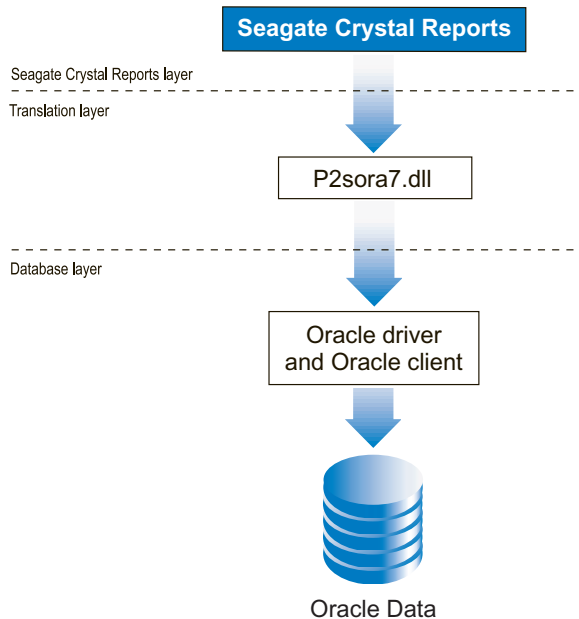 Seagate Crystal Reports
Seagate Crystal Reports layer
Translation layer
P2sora7.dll
Database layer
Oracle driver
and Oracle client
Oracle Data